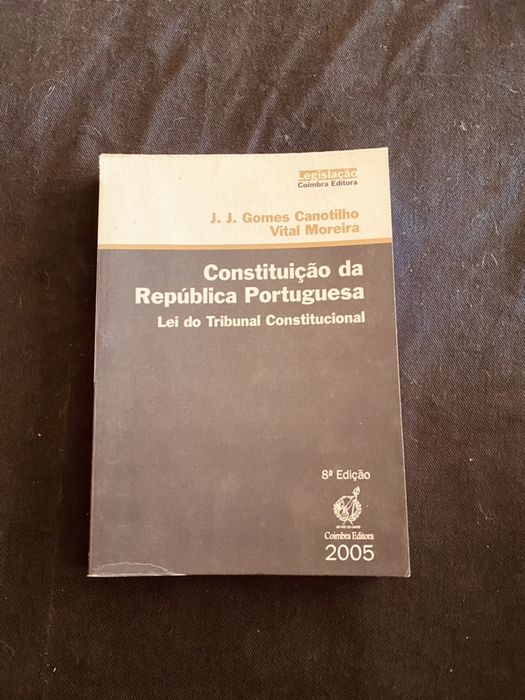 Legislação
Coimbra Editora
J. J. Gomes Canotilho
Vital Moreira
Constituição da
República Portuguesa
Lei do Tribunal Constitucional
8ª Edição
Coimbra Editora
2005